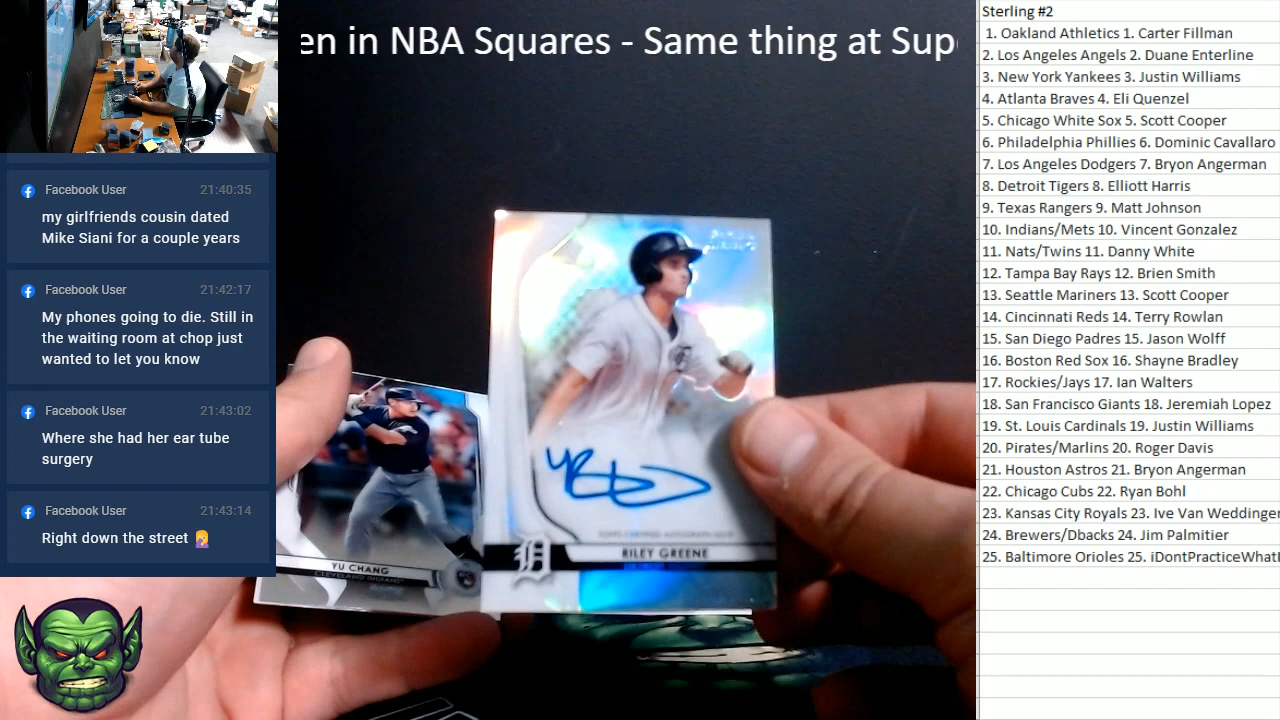 en in NBA Squares - Same thing at Sup
Facebook User 21:40:35
my girlfriends cousin dated
Mike Siani for a couple years
Facebook User 21:42:17
My phones going to die. Still in
the waiting room at chop just
wanted to let you know
Facebook User 21:43:02
Where she had her ear tube
surgery
Facebook User 21:43:14
Right down the street 🤦‍♀️
YU CHANG
CLEVELAND INDIANS
RILEY GREENE
Sterling #2
1. Oakland Athletics 1. Carter Fillman
2. Los Angeles Angels 2. Duane Enterline
3. New York Yankees 3. Justin Williams
4. Atlanta Braves 4. Eli Quenzel
5. Chicago White Sox 5. Scott Cooper
6. Philadelphia Phillies 6. Dominic Cavallaro
7. Los Angeles Dodgers 7. Bryon Angerman
8. Detroit Tigers 8. Elliott Harris
9. Texas Rangers 9. Matt Johnson
10. Indians/Mets 10. Vincent Gonzalez
11. Nats/Twins 11. Danny White
12. Tampa Bay Rays 12. Brien Smith
13. Seattle Mariners 13. Scott Cooper
14. Cincinnati Reds 14. Terry Rowlan
15. San Diego Padres 15. Jason Wolff
16. Boston Red Sox 16. Shayne Bradley
17. Rockies/Jays 17. Ian Walters
18. San Francisco Giants 18. Jeremiah Lopez
19. St. Louis Cardinals 19. Justin Williams
20. Pirates/Marlins 20. Roger Davis
21. Houston Astros 21. Bryon Angerman
22. Chicago Cubs 22. Ryan Bohl
23. Kansas City Royals 23. Ive Van Weddinger
24. Brewers/Dbacks 24. Jim Palmitier
25. Baltimore Orioles 25. iDontPracticeWhat